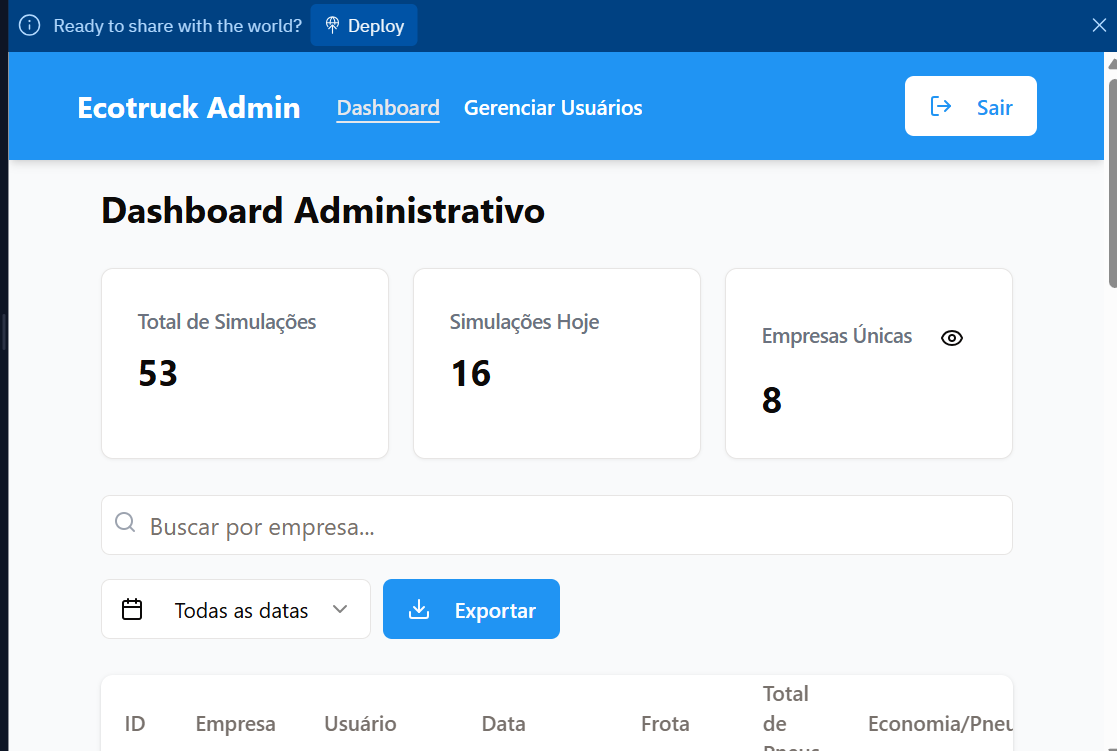 Ready to share with the world? Deploy
Ecotruck Admin Dashboard Gerenciar Usuários Sair
Dashboard Administrativo
Total de Simulações
53
Simulações Hoje
16
Empresas Únicas
8
Buscar por empresa...
Todas as datas Exportar
ID Empresa Usuário Data Frota Total de Economia/Pneu